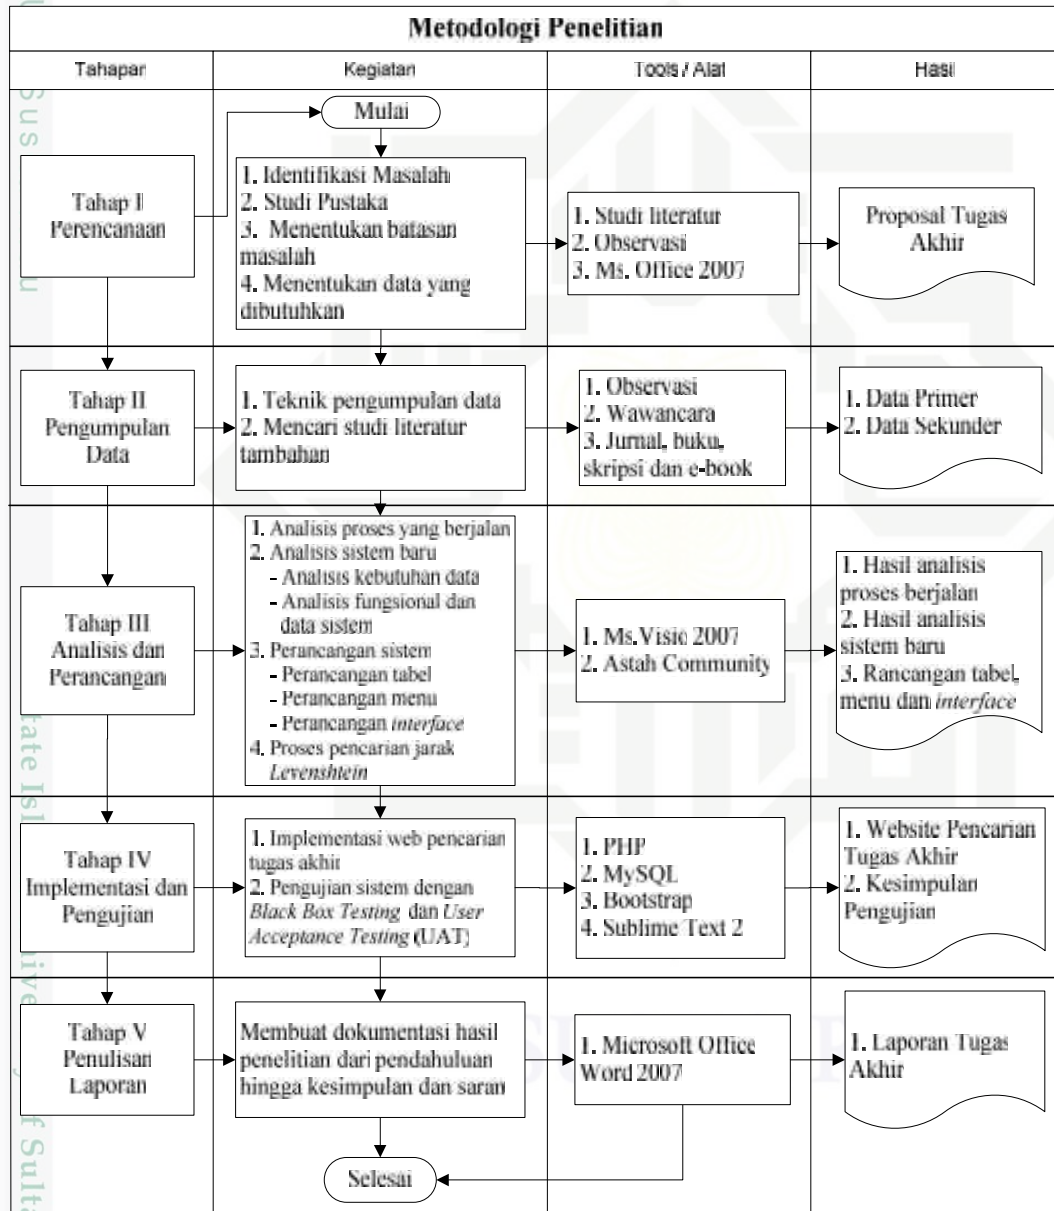 Metodologi Penelitian
Tahapan
Kegiatan
Tools / Alat
Hasil
Mulai
Tahap I
Perencanaan
1. Identifikasi Masalah
2. Studi Pustaka
3. Menentukan batasan
masalah
4. Menentukan data yang
dibutuhkan
1. Studi literatur
2. Observasi
3. Ms. Office 2007
Proposal Tugas
Akhir
Tahap II
Pengumpulan
Data
1. Teknik pengumpulan data
2. Mencari studi literatur
tambahan
1. Observasi
2. Wawancara
3. Jurnal, buku,
skripsi dan e-book
1. Data Primer
2. Data Sekunder
Tahap III
Analisis dan
Perancangan
1. Analisis proses yang berjalan
2. Analisis sistem baru
- Analisis kebutuhan data
- Analisis fungsional dan
data sistem
3. Perancangan sistem
- Perancangan tabel
- Perancangan menu
- Perancangan interface
4. Proses pencarian jarak
Levenshtein
1. Ms.Visio 2007
2. Astah Community
1. Hasil analisis
proses berjalan
2. Hasil analisis
sistem baru
3. Rancangan tabel,
menu dan interface
Tahap IV
Implementasi dan
Pengujian
1. Implementasi web pencarian
tugas akhir
2. Pengujian sistem dengan
Black Box Testing dan User
Acceptance Testing (UAT)
1. PHP
2. MySQL
3. Bootstrap
4. Sublime Text 2
1. Website Pencarian
Tugas Akhir
2. Kesimpulan
Pengujian
Tahap V
Penulisan
Laporan
Membuat dokumentasi hasil
penelitian dari pendahuluan
hingga kesimpulan dan saran
1. Microsoft Office
Word 2007
1. Laporan Tugas
Akhir
Selesai